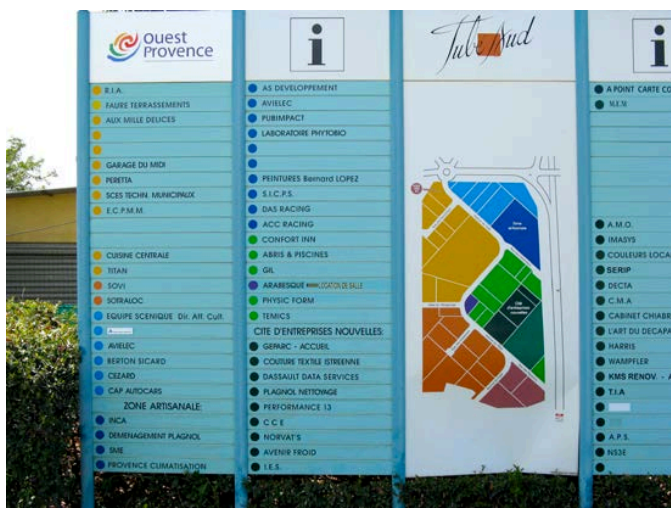 ouest
Provence
R.I.A.
FAURE TERRASSEMENTS
AUX MILLE DELICES
GARAGE DU MIDI
PERETTA
SCES TECHN. MUNICIPAUX
E.C.P.M.M.
CUISINE CENTRALE
TITAN
SOVI
SOTRALOC
EQUIPE SCENIQUE Dir. Aff. Cult.
AVIELEC
BERTON SICARD
CEZARD
CAP AUTOCARS
ZONE ARTISANALE:
INCA
DEMENAGEMENT PLAGNOL
SME
PROVENCE CLIMATISATION
i
AS DEVELOPPEMENT
AVIELEC
PUBIMPACT
LABORATOIRE PHYTOBIO
PEINTURES Bernard LOPEZ
S.I.C.P.S.
DAS RACING
ACC RACING
CONFORT INN
ABRIS & PISCINES
GIL
ARABESQUE LOCATION DE SALLE
PHYSIC FORM
TEMICS
CITE D'ENTREPRISES NOUVELLES:
GEPARC - ACCUEIL
COUTURE TEXTILE ISTREENNE
DASSAULT DATA SERVICES
PLAGNOL NETTOYAGE
PERFORMANCE 13
C C E
NORVAT'S
AVENIR FROID
I.E.S.
Tube Sud
Zone
artisanale
Cité
d'entreprises
nouvelles
i
A POINT CARTE CO
M.E.M
A.M.O.
IMASYS
COULEURS LOCA
SERIP
DECTA
C.M.A
CABINET CHIABR
L'ART DU DECAPA
HARRIS
WAMPFLER
KMS RENOV. - A
T.I.A
A.P.S.
NS3E